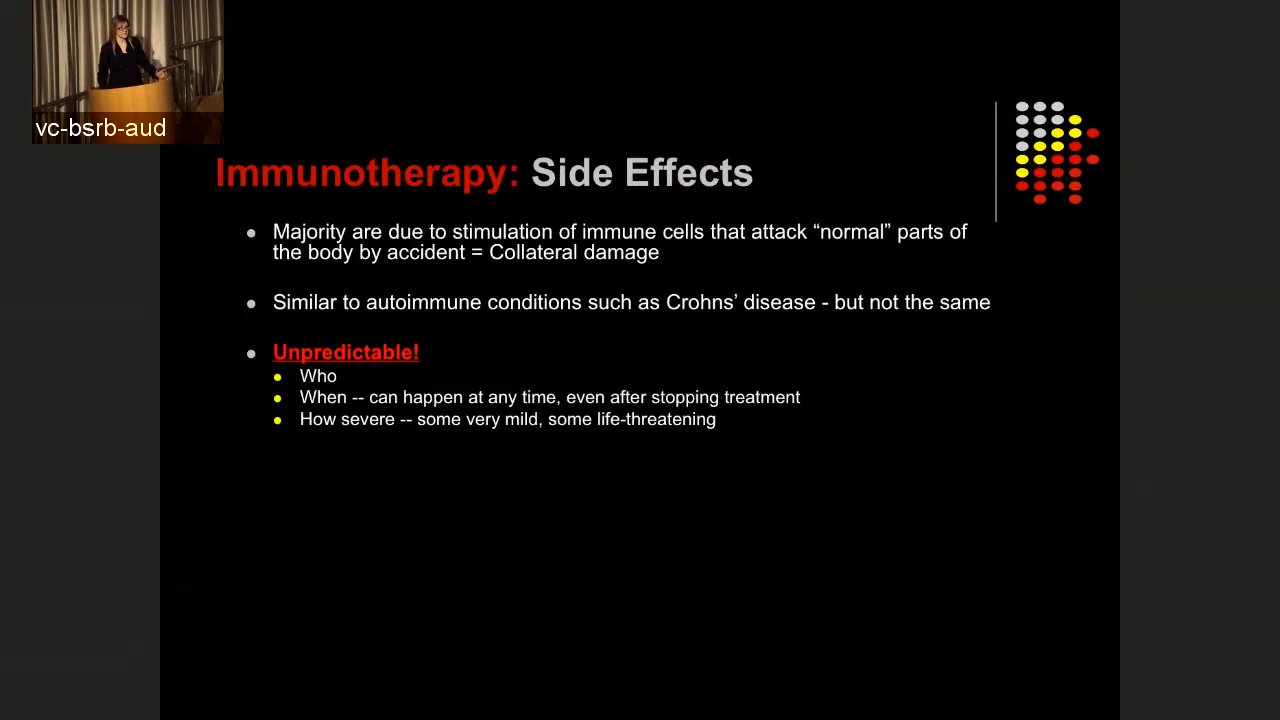 vc-bsrb-aud
Immunotherapy: Side Effects
Majority are due to stimulation of immune cells that attack “normal” parts of
the body by accident = Collateral damage
Similar to autoimmune conditions such as Crohns’ disease - but not the same
Unpredictable!
Who
When -- can happen at any time, even after stopping treatment
How severe -- some very mild, some life-threatening